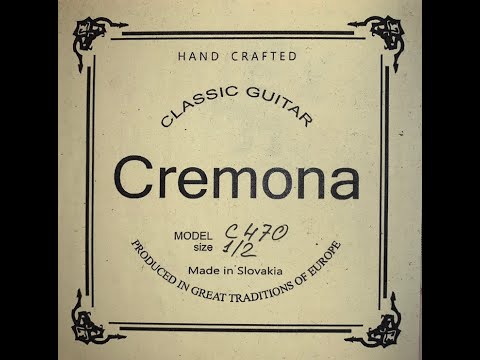 HAND CRAFTED
CLASSIC GUITAR
Cremona
MODEL C470
size 1/2
Made in Slovakia
PRODUCED IN GREAT TRADITIONS OF EUROPE